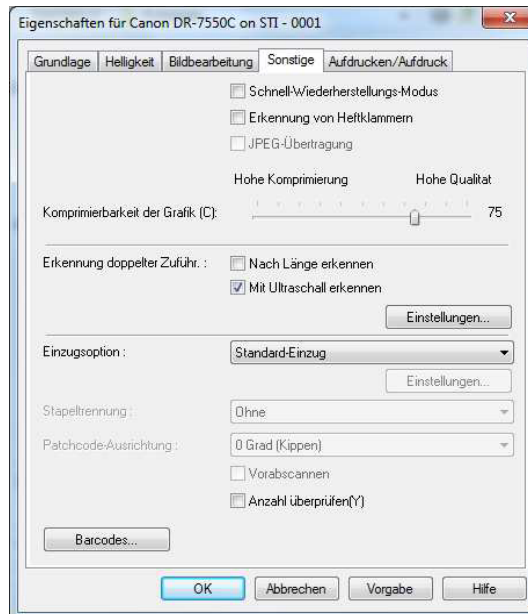 Eigenschaften für Canon DR-7550C on STI - 0001
Grundlage Helligkeit Bildbearbeitung Sonstige Aufdrucken/Aufdruck
Schnell-Wiederherstellungs-Modus
Erkennung von Heftklammern
JPEG-Übertragung
Hohe Komprimierung Hohe Qualitat
Komprimierbarkeit der Grafik (C): 75
Erkennung doppelter Zuführ. : Nach Länge erkennen
Mit Ultraschall erkennen
Einstellungen...
Einzugsoption : Standard-Einzug
Einstellungen...
Stapeltrennung : Ohne
Patchcode-Ausrichtung : 0 Grad (Kippen)
Vorabscannen
Anzahl überprüfen(Y)
Barcodes...
OK Abbrechen Vorgabe Hilfe